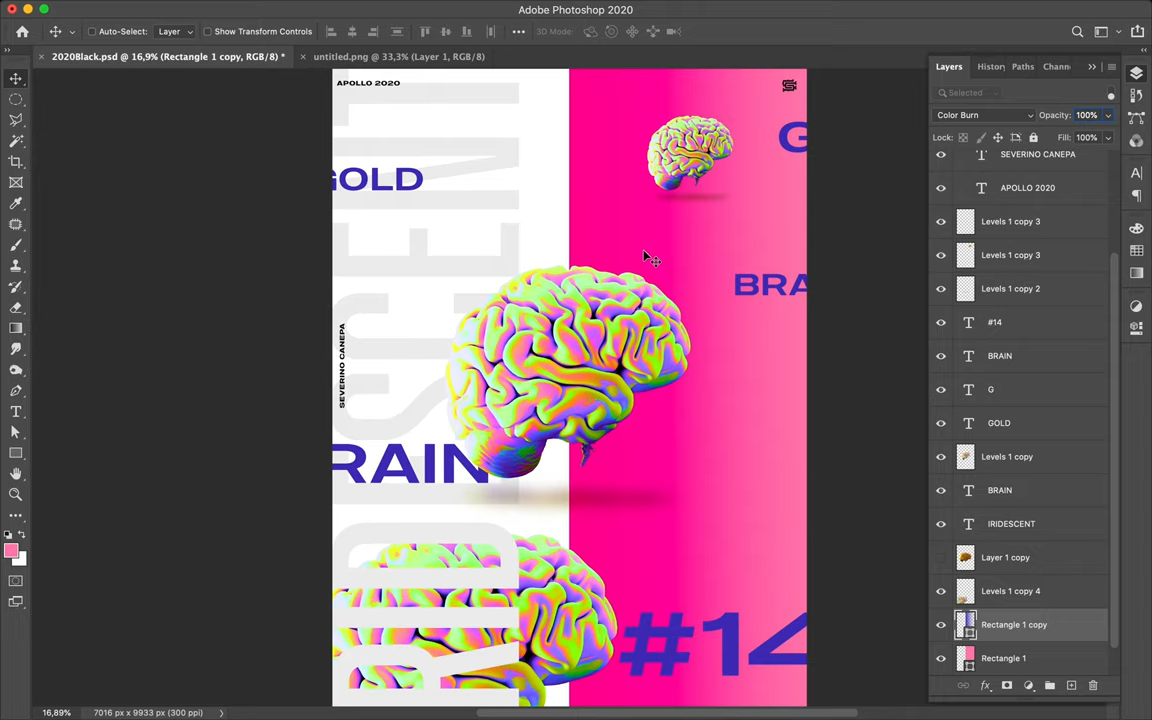 Adobe Photoshop 2020
Auto-Select:
Layer
Show Transform Controls
3D Mode:
2020Black.psd @ 16,9% (Rectangle 1 copy, RGB/8) *
untitled.png @ 33,3% (Layer 1, RGB/8)
Layers
Histor
Paths
Chann
Selected
Color Burn
Opacity:
100%
Lock:
Fill:
100%
SEVERINO CANEPA
APOLLO 2020
Levels 1 copy 3
Levels 1 copy 3
Levels 1 copy 2
#14
BRAIN
G
GOLD
Levels 1 copy
BRAIN
IRIDESCENT
Layer 1 copy
Levels 1 copy 4
Rectangle 1 copy
Rectangle 1
APOLLO 2020
G
GOLD
BRA
SEVERINO CANEPA
RAIN
#14
RIDESCENT
16,89%
7016 px x 9933 px (300 ppi)